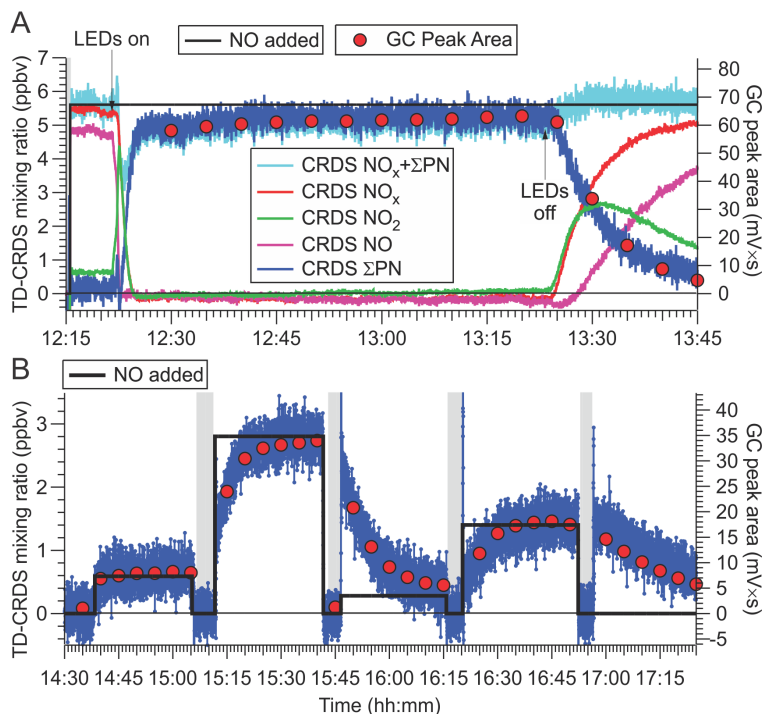 A
LEDs on
NO added
GC Peak Area
TD-CRDS mixing ratio (ppbv)
7
6
5
4
3
2
1
0
CRDS NOx+ΣPN
CRDS NOx
CRDS NO2
CRDS NO
CRDS ΣPN
LEDs
off
80
70
60
50
40
30
20
10
0
GC peak area (mV×s)
12:15
12:30
12:45
13:00
13:15
13:30
13:45
B
NO added
TD-CRDS mixing ratio (ppbv)
3
2
1
0
40
35
30
25
20
15
10
5
0
-5
GC peak area (mV×s)
14:30
14:45
15:00
15:15
15:30
15:45
16:00
16:15
16:30
16:45
17:00
17:15
Time (hh:mm)